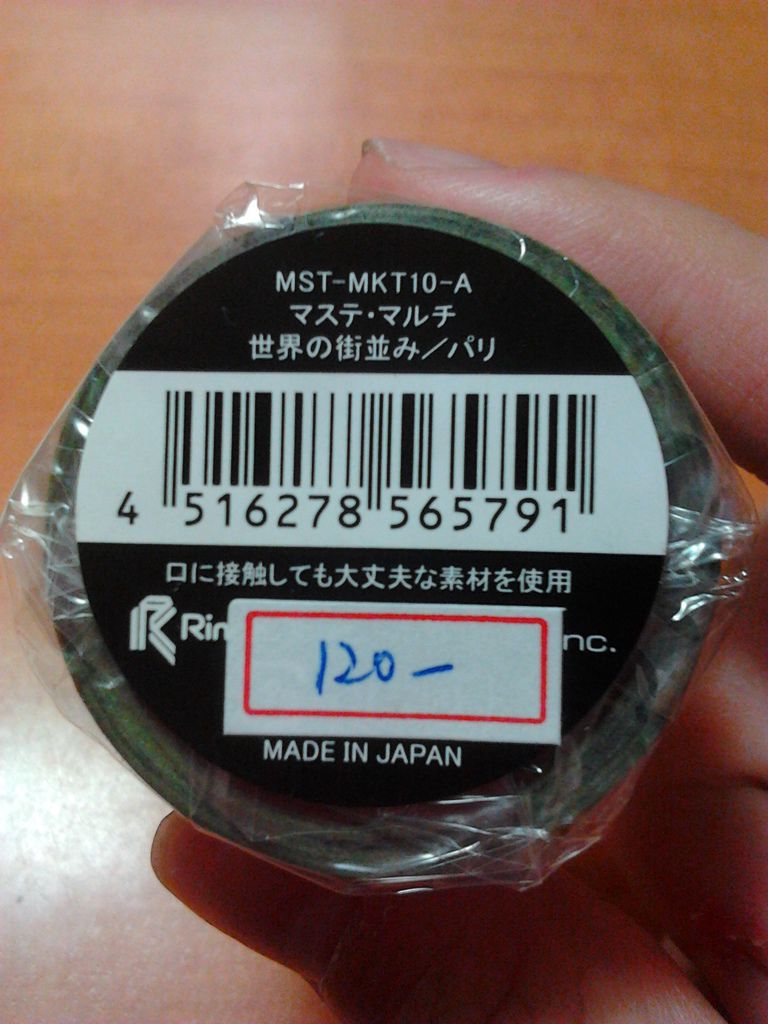 MST-MKT10-A
マステ・マルチ
世界の街並み／パリ
4 516278 565791
口に接触しても大丈夫な素材を使用
120-
MADE IN JAPAN